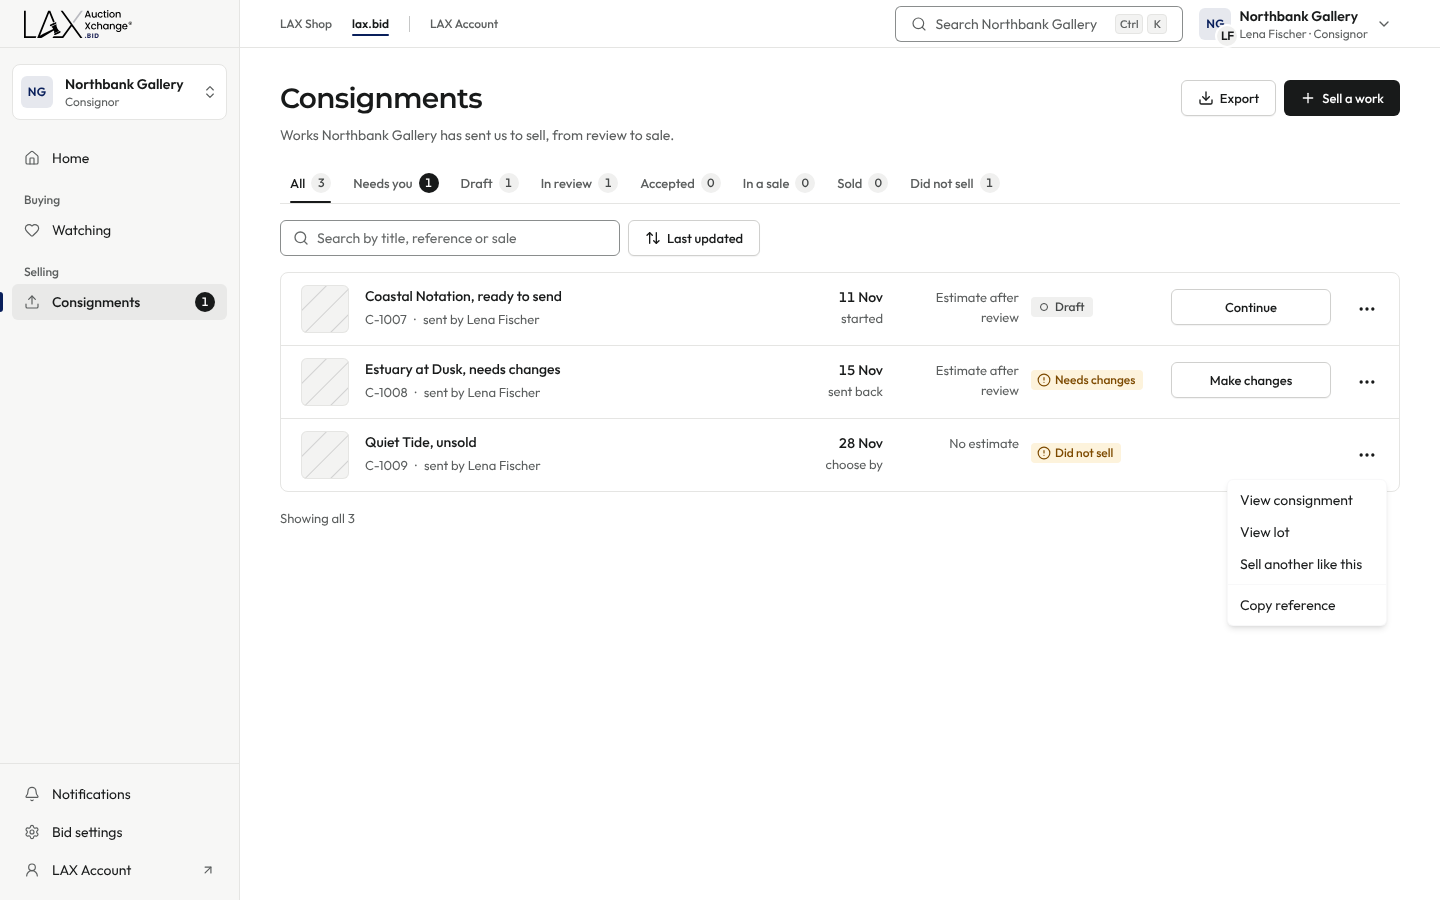 LAX Auction Xchange® .BID
LAX Shop
lax.bid
LAX Account
Search Northbank Gallery
Ctrl
K
NG
LF
Northbank Gallery
Lena Fischer · Consignor
NG
Northbank Gallery
Consignor
Home
Buying
Watching
Selling
Consignments
1
Notifications
Bid settings
LAX Account
Consignments
Works Northbank Gallery has sent us to sell, from review to sale.
Export
Sell a work
All 3
Needs you 1
Draft 1
In review 1
Accepted 0
In a sale 0
Sold 0
Did not sell 1
Search by title, reference or sale
Last updated
Coastal Notation, ready to send
C-1007 · sent by Lena Fischer
11 Nov
started
Estimate after
review
Draft
Continue
Estuary at Dusk, needs changes
C-1008 · sent by Lena Fischer
15 Nov
sent back
Estimate after
review
Needs changes
Make changes
Quiet Tide, unsold
C-1009 · sent by Lena Fischer
28 Nov
choose by
No estimate
Did not sell
View consignment
View lot
Sell another like this
Copy reference
Showing all 3